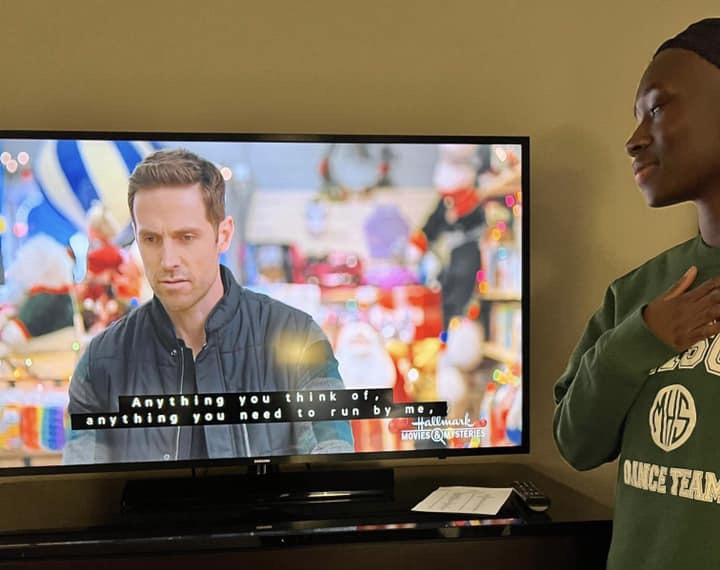 Anything you think of,
anything you need to run by me,
Hallmark
MOVIES & MYSTERIES
SAMSUNG
MHS
DANCE TEAM